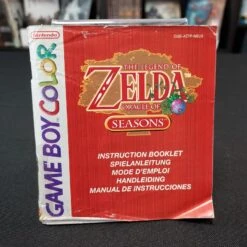 Nintendo
GAME BOY COLOR
THE LEGEND OF
ZELDA
ORACLE OF
SEASONS
INSTRUCTION BOOKLET
SPIELANLEITUNG
MODE D'EMPLOI
HANDLEIDING
MANUAL DE INSTRUCCIONES